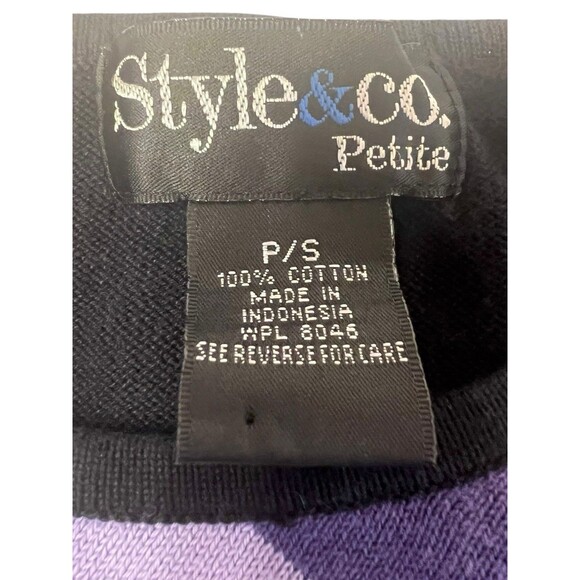 Style&co.
Petite
P/S
100% COTTON
MADE IN
INDONESIA
WPL 8046
SEE REVERSE FOR CARE